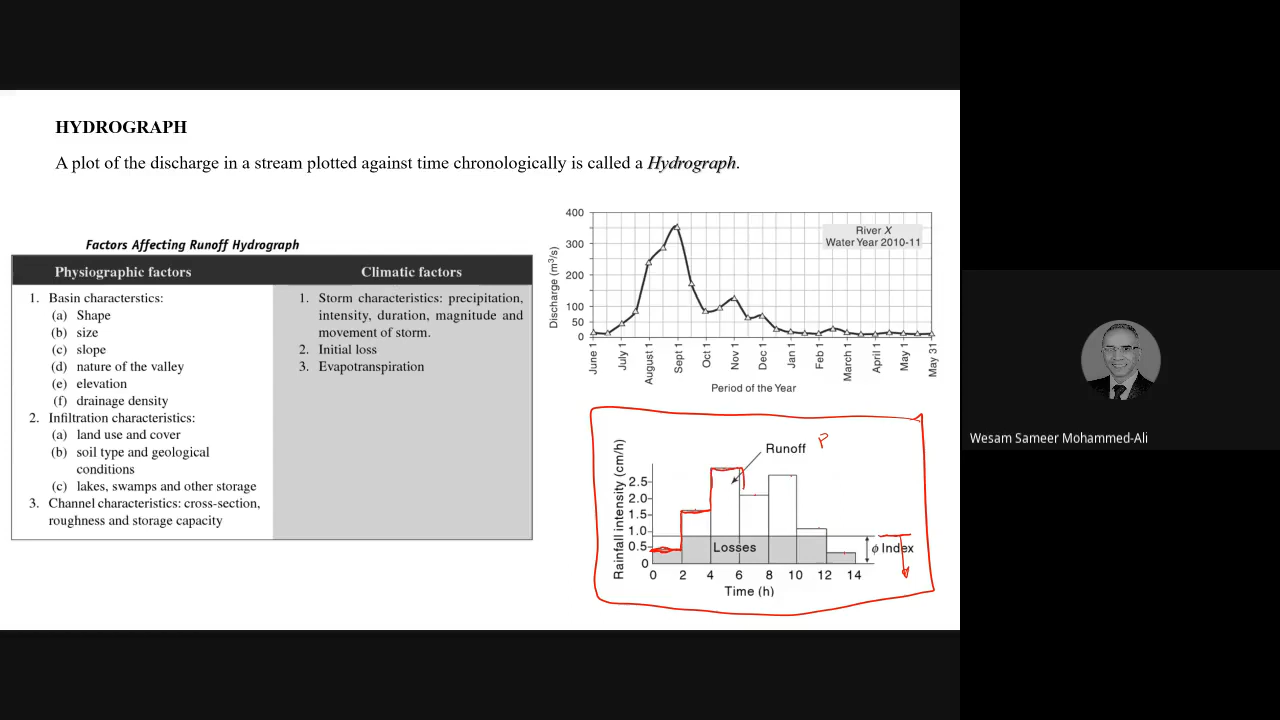 HYDROGRAPH
A plot of the discharge in a stream plotted against time chronologically is called a Hydrograph.
Factors Affecting Runoff Hydrograph
Physiographic factors
1. Basin characterstics:
(a) Shape
(b) size
(c) slope
(d) nature of the valley
(e) elevation
(f) drainage density
2. Infiltration characteristics:
(a) land use and cover
(b) soil type and geological
conditions
(c) lakes, swamps and other storage
3. Channel characteristics: cross-section,
roughness and storage capacity
Climatic factors
1. Storm characteristics: precipitation,
intensity, duration, magnitude and
movement of storm.
2. Initial loss
3. Evapotranspiration
400
300
200
100
50
0
Discharge (m³/s)
River X
Water Year 2010-11
June 1
July 1
August 1
Sept 1
Oct 1
Nov 1
Dec 1
Jan 1
Feb 1
March 1
April 1
May 1
May 31
Period of the Year
Rainfall intensity (cm/h)
2.5
2.0
1.5
1.0
0.5
0
Runoff P
Losses
ϕ Index
0 2 4 6 8 10 12 14
Time (h)
Wesam Sameer Mohammed-Ali